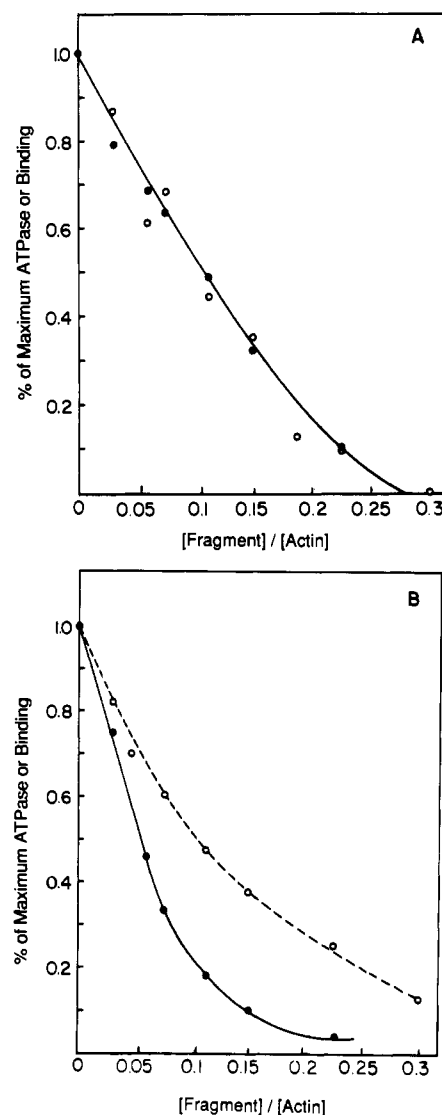 A
1.0
0.8
0.6
0.4
0.2
% of Maximum ATPase or Binding
0 0.05 0.1 0.15 0.2 0.25 0.3
[Fragment] / [Actin]
B
1.0
0.8
0.6
0.4
0.2
% of Maximum ATPase or Binding
0 0.05 0.1 0.15 0.2 0.25 0.3
[Fragment] / [Actin]